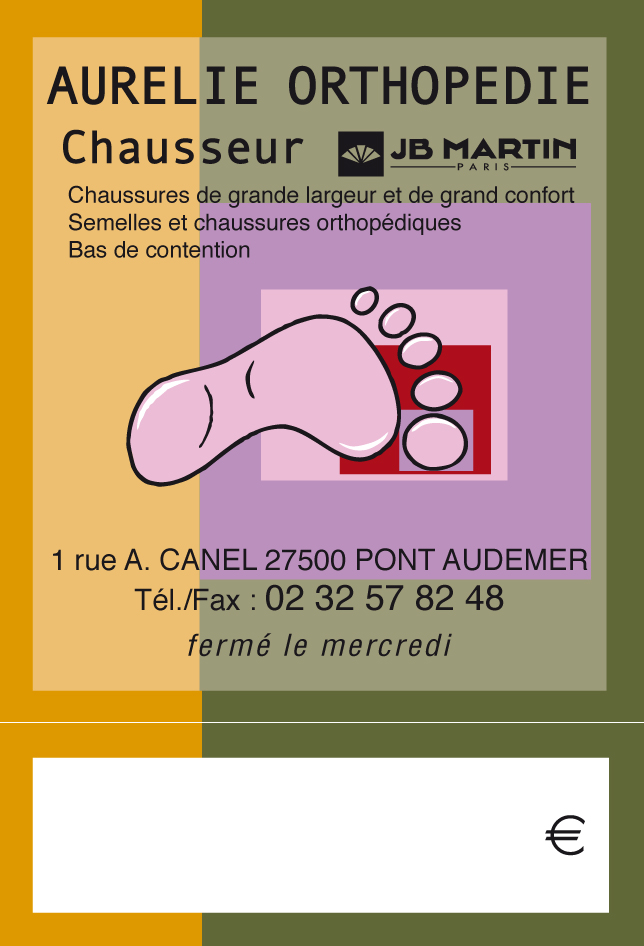 AURELIE ORTHOPEDIE
Chausseur JB MARTIN
PARIS
Chaussures de grande largeur et de grand confort
Semelles et chaussures orthopédiques
Bas de contention
1 rue A. CANEL 27500 PONT AUDEMER
Tél./Fax : 02 32 57 82 48
fermé le mercredi
€